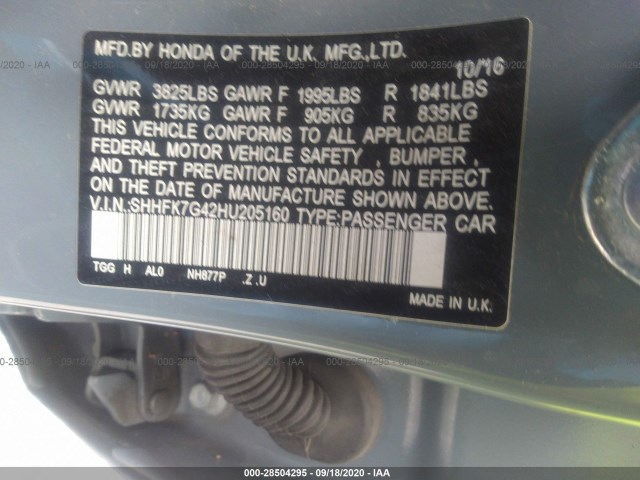 MFD.BY HONDA OF THE U.K. MFG.,LTD.
10/16
GVWR 3825LBS GAWR F 1995LBS R 1841LBS
GVWR 1735KG GAWR F 905KG R 835KG
THIS VEHICLE CONFORMS TO ALL APPLICABLE
FEDERAL MOTOR VEHICLE SAFETY , BUMPER ,
AND THEFT PREVENTION STANDARDS IN EFFECT
ON THE DATE OF MANUFACTURE SHOWN ABOVE.
V.I.N.:SHHFK7G42HU205160 TYPE:PASSENGER CAR
TGG H AL0 NH877P .Z .U
MADE IN U.K.
000-28504295 - 09/18/2020 - IAA